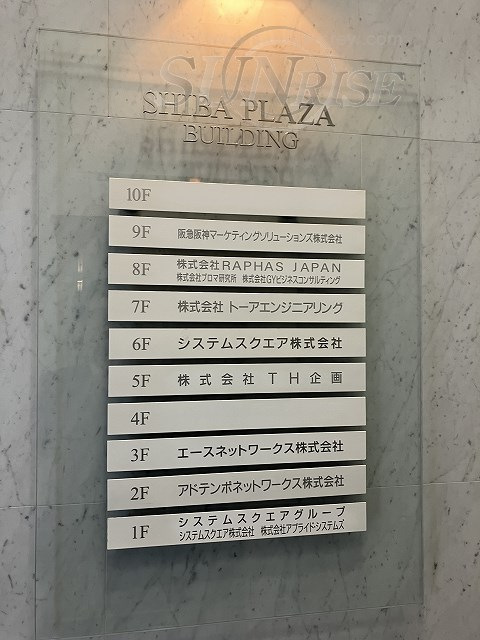 SUNRISE
SHIBA PLAZA
BUILDING
10F
9F 阪急阪神マーケティングソリューションズ株式会社
8F 株式会社RAPHAS JAPAN
株式会社プロマ研究所 株式会社GYビジネスコンサルティング
7F 株式会社 トーアエンジニアリング
6F システムスクエア株式会社
5F 株式会社 TH企画
4F
3F エースネットワークス株式会社
2F アドテンポネットワークス株式会社
1F システムスクエアグループ
システムスクエア株式会社 株式会社アプライド・システムズ